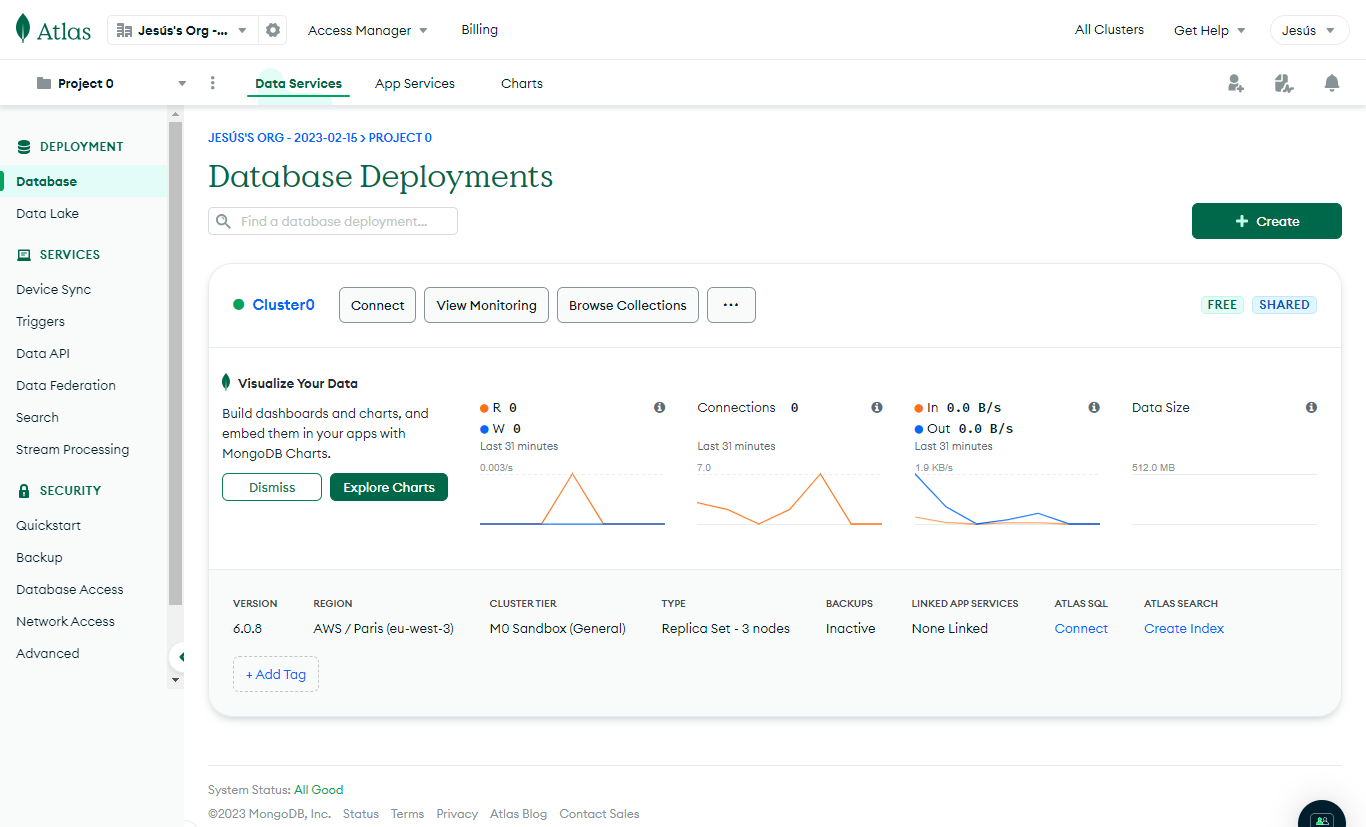 Atlas
Jesús's Org -...
Access Manager
Billing
All Clusters
Get Help
Jesús
Project 0
Data Services
App Services
Charts
DEPLOYMENT
Database
Data Lake
SERVICES
Device Sync
Triggers
Data API
Data Federation
Search
Stream Processing
SECURITY
Quickstart
Backup
Database Access
Network Access
Advanced
JESÚS'S ORG - 2023-02-15 > PROJECT 0
Database Deployments
Find a database deployment...
+ Create
Cluster0
Connect
View Monitoring
Browse Collections
...
FREE
SHARED
Visualize Your Data
Build dashboards and charts, and
embed them in your apps with
MongoDB Charts.
Dismiss
Explore Charts
R 0
W 0
Last 31 minutes
0.003/s
Connections 0
Last 31 minutes
7.0
In 0.0 B/s
Out 0.0 B/s
Last 31 minutes
1.9 KB/s
Data Size
512.0 MB
VERSION
6.0.8
REGION
AWS / Paris (eu-west-3)
CLUSTER TIER
M0 Sandbox (General)
TYPE
Replica Set - 3 nodes
BACKUPS
Inactive
LINKED APP SERVICES
None Linked
ATLAS SQL
Connect
ATLAS SEARCH
Create Index
+ Add Tag
System Status: All Good
©2023 MongoDB, Inc. Status Terms Privacy Atlas Blog Contact Sales